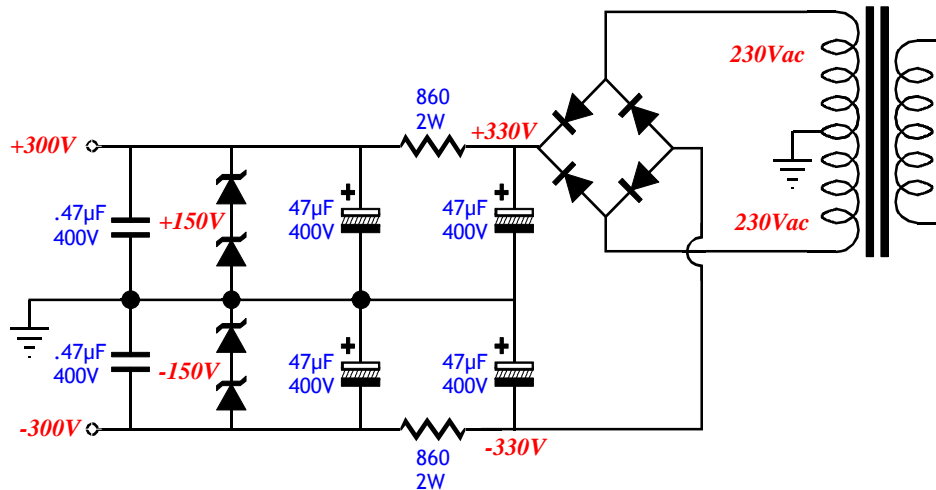 230Vac
860
2W
+330V
+300V
.47µF
400V
+150V
+
47µF
400V
+
47µF
400V
.47µF
400V
-150V
+
47µF
400V
+
47µF
400V
230Vac
-300V
-330V
860
2W